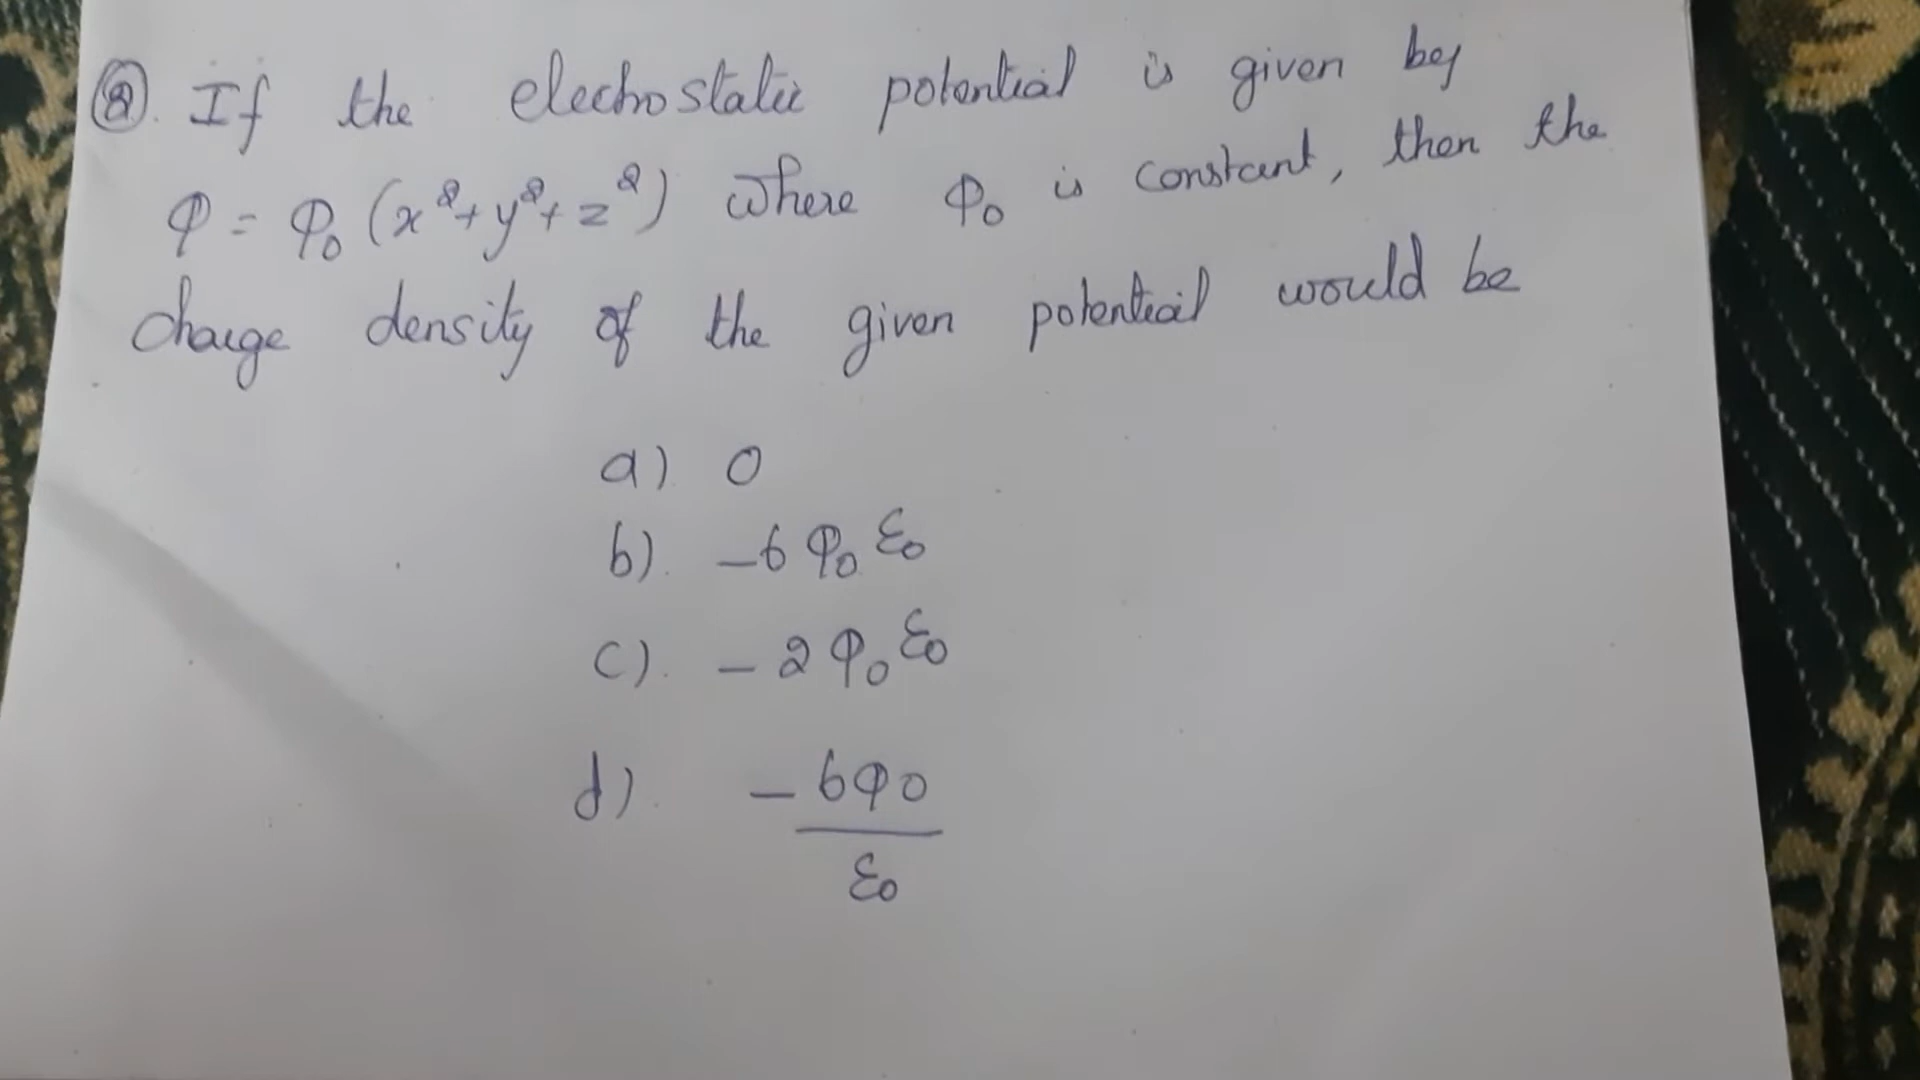 ②. If the electrostatic potential is given by
φ = φ₀ (x² + y² + z²) where φ₀ is constant, then the
charge density of the given potential would be
a). 0
b). -6 φ₀ ε₀
c). - 2 φ₀ ε₀
d). - 6φ₀
ε₀